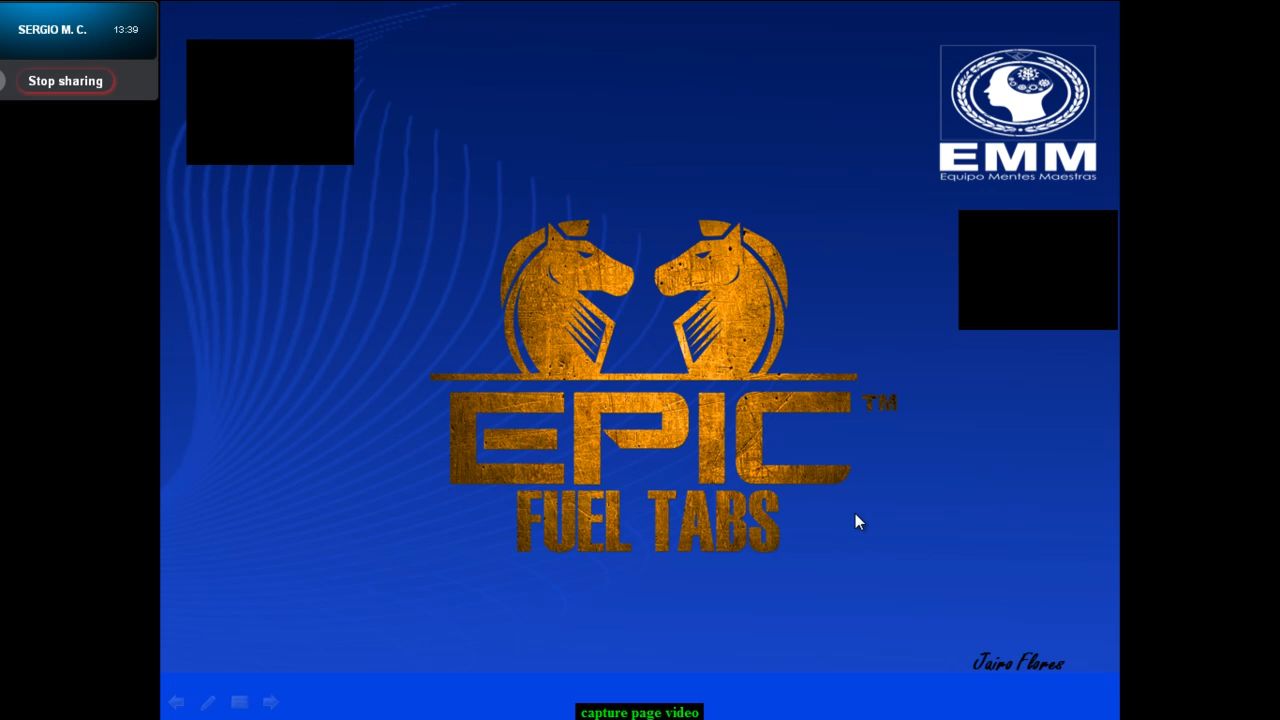 SERGIO M. C. 13:39
Stop sharing
EMM
Equipo Mentes Maestras
EPIC™
FUEL TABS
Jairo Flores
capture page video